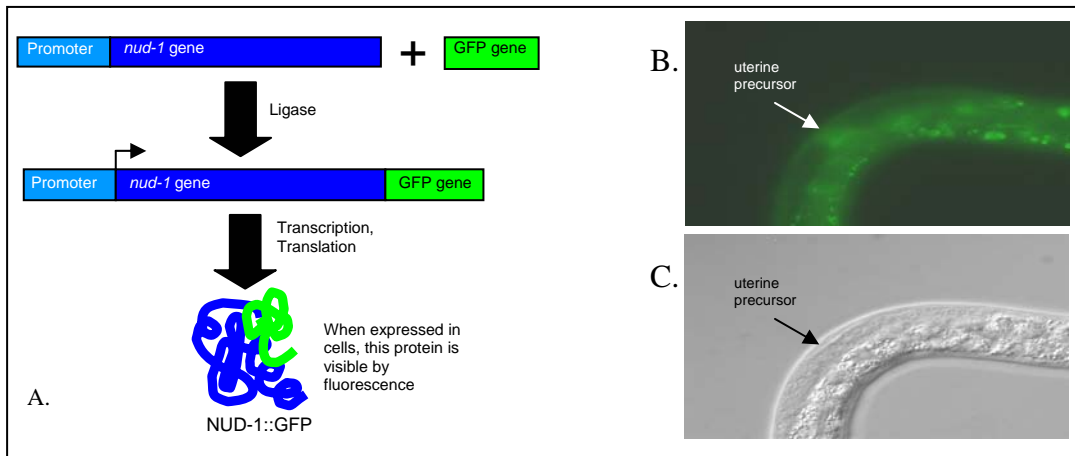 Promoter nud-1 gene + GFP gene
Ligase
Promoter nud-1 gene GFP gene
Transcription,
Translation
When expressed in
cells, this protein is
visible by
fluorescence
A.
NUD-1::GFP
B.
uterine
precursor
C.
uterine
precursor